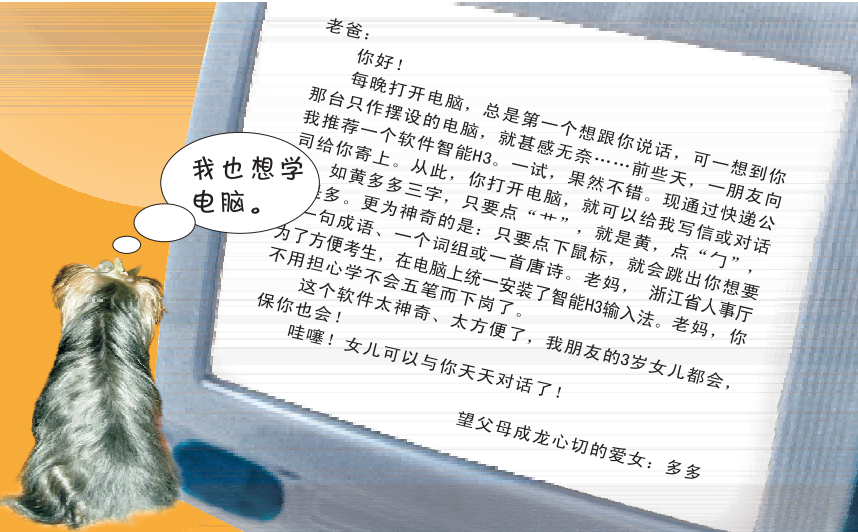 我也想学
电脑。
老爸：
你好！
每晚打开电脑，总是第一个想跟你说话，可一想到你
那台只作摆设的电脑，就甚感无奈……前些天，一朋友向
我推荐一个软件智能H3。一试，果然不错。现通过快递公
司给你寄上。从此，你打开电脑，就可以给我写信或对话
。如黄多多三字，只要点“艹”，就是黄，点“勹”，
多。更为神奇的是：只要点下鼠标，就会跳出你想要
一句成语、一个词组或一首唐诗。老妈，浙江省人事厅
为了方便考生，在电脑上统一安装了智能H3输入法。老妈，你
不用担心学不会五笔而下岗了。
这个软件太神奇、太方便了，我朋友的3岁女儿都会，
保你也会！
哇噻！女儿可以与你天天对话了！
望父母成龙心切的爱女：多多